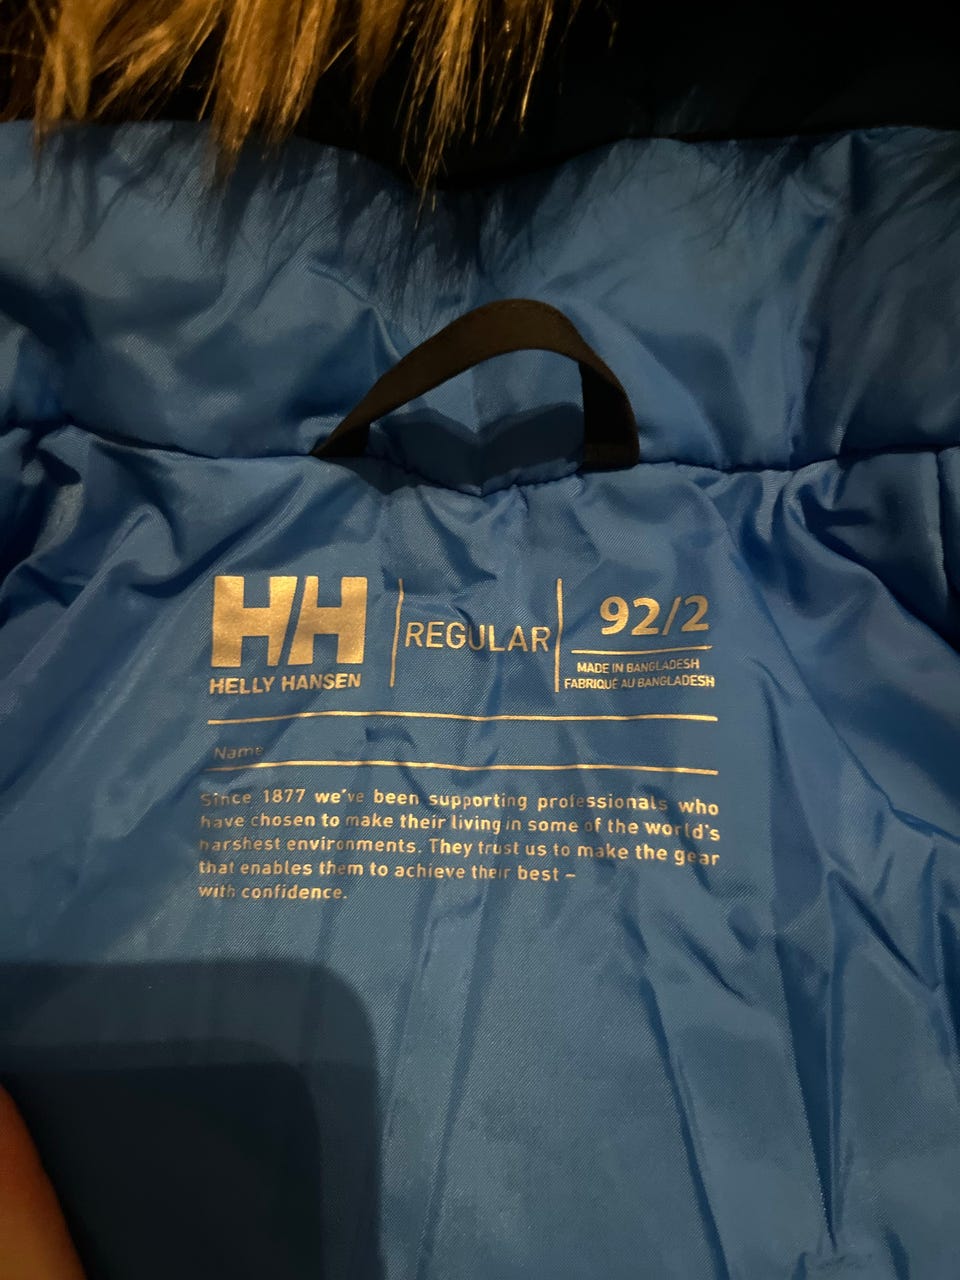 HH
HELLY HANSEN
REGULAR
92/2
MADE IN BANGLADESH
FABRIQUÉ AU BANGLADESH
Name
Since 1877 we've been supporting professionals who
have chosen to make their living in some of the world's
harshest environments. They trust us to make the gear
that enables them to achieve their best –
with confidence.